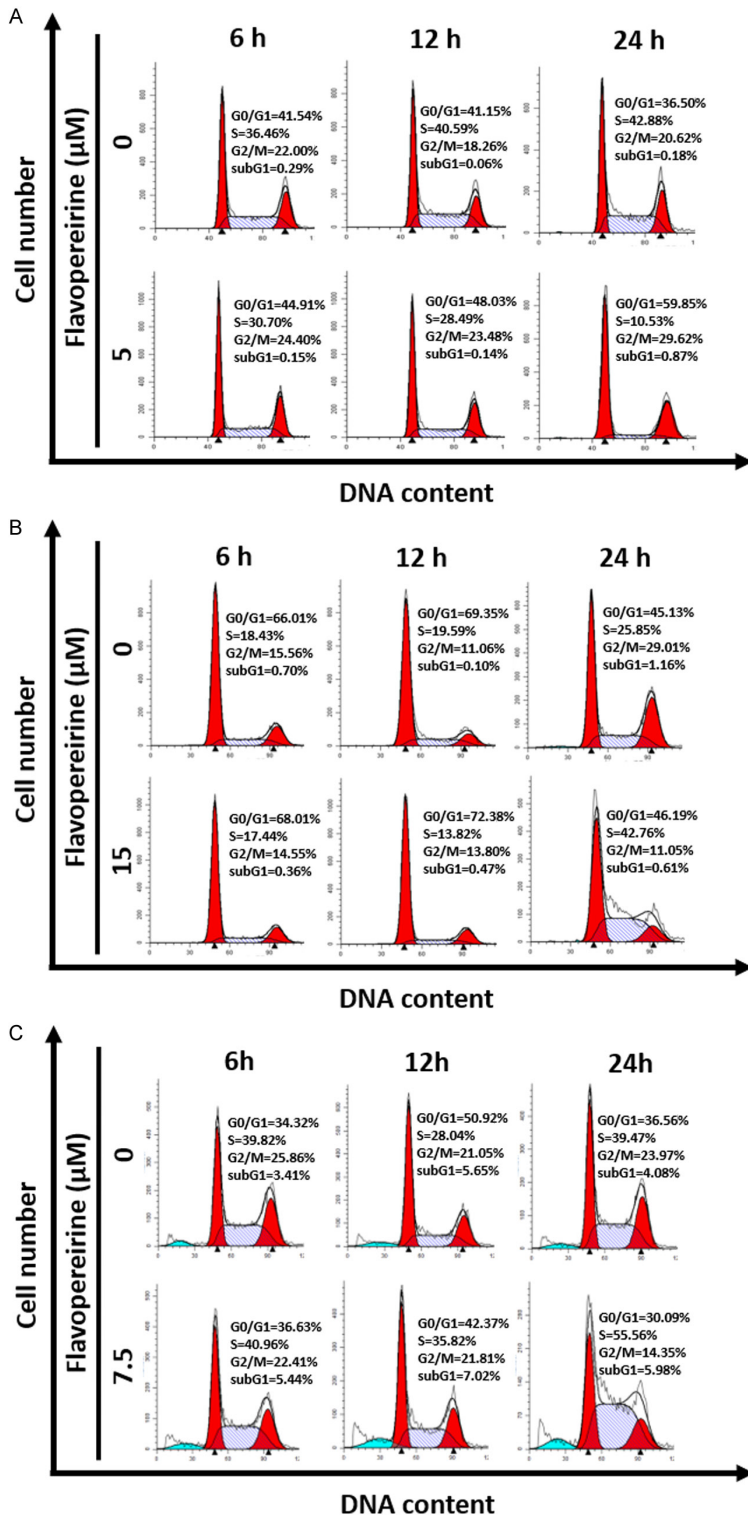 A
6 h 12 h 24 h
Cell number
Flavopereirine (µM)
0
G0/G1=41.54%
S=36.46%
G2/M=22.00%
subG1=0.29%
G0/G1=41.15%
S=40.59%
G2/M=18.26%
subG1=0.06%
G0/G1=36.50%
S=42.88%
G2/M=20.62%
subG1=0.18%
5
G0/G1=44.91%
S=30.70%
G2/M=24.40%
subG1=0.15%
G0/G1=48.03%
S=28.49%
G2/M=23.48%
subG1=0.14%
G0/G1=59.85%
S=10.53%
G2/M=29.62%
subG1=0.87%
DNA content
B
6 h 12 h 24 h
Cell number
Flavopereirine (µM)
0
G0/G1=66.01%
S=18.43%
G2/M=15.56%
subG1=0.70%
G0/G1=69.35%
S=19.59%
G2/M=11.06%
subG1=0.10%
G0/G1=45.13%
S=25.85%
G2/M=29.01%
subG1=1.16%
15
G0/G1=68.01%
S=17.44%
G2/M=14.55%
subG1=0.36%
G0/G1=72.38%
S=13.82%
G2/M=13.80%
subG1=0.47%
G0/G1=46.19%
S=42.76%
G2/M=11.05%
subG1=0.61%
DNA content
C
6h 12h 24h
Cell number
Flavopereirine (µM)
0
G0/G1=34.32%
S=39.82%
G2/M=25.86%
subG1=3.41%
G0/G1=50.92%
S=28.04%
G2/M=21.05%
subG1=5.65%
G0/G1=36.56%
S=39.47%
G2/M=23.97%
subG1=4.08%
7.5
G0/G1=36.63%
S=40.96%
G2/M=22.41%
subG1=5.44%
G0/G1=42.37%
S=35.82%
G2/M=21.81%
subG1=7.02%
G0/G1=30.09%
S=55.56%
G2/M=14.35%
subG1=5.98%
DNA content